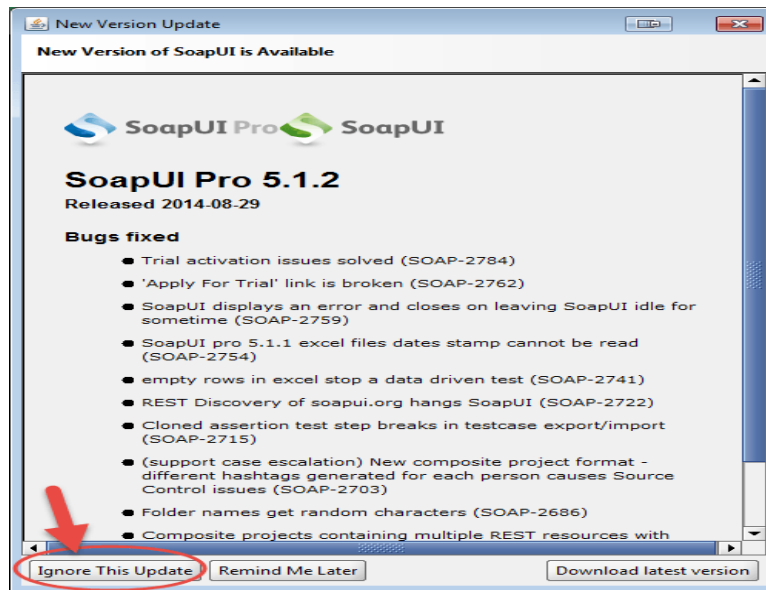 New Version Update
New Version of SoapUI is Available
SoapUI Pro SoapUI
SoapUI Pro 5.1.2
Released 2014-08-29
Bugs fixed
Trial activation issues solved (SOAP-2784)
'Apply For Trial' link is broken (SOAP-2762)
SoapUI displays an error and closes on leaving SoapUI idle for
sometime (SOAP-2759)
SoapUI pro 5.1.1 excel files dates stamp cannot be read
(SOAP-2754)
empty rows in excel stop a data driven test (SOAP-2741)
REST Discovery of soapui.org hangs SoapUI (SOAP-2722)
Cloned assertion test step breaks in testcase export/import
(SOAP-2715)
(support case escalation) New composite project format -
different hashtags generated for each person causes Source
Control issues (SOAP-2703)
Folder names get random characters (SOAP-2686)
Composite projects containing multiple REST resources with
Ignore This Update Remind Me Later Download latest version